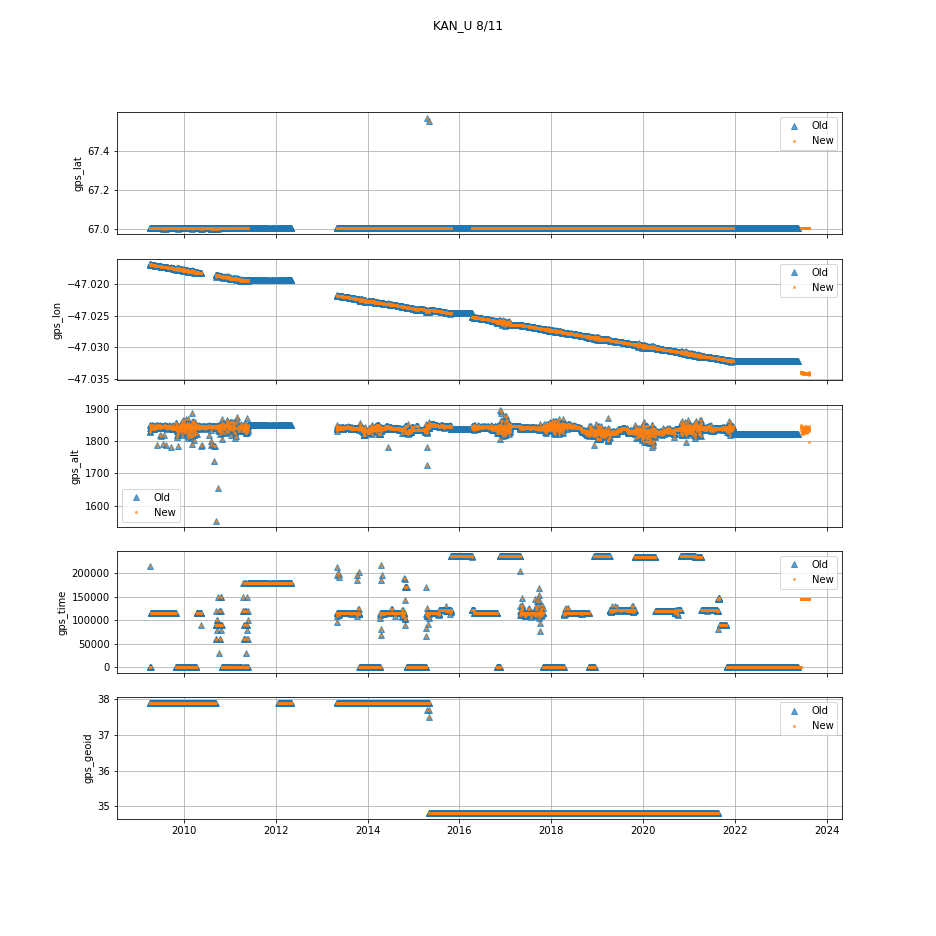 KAN_U 8/11
gps_lat
67.4
67.2
67.0
Old
New
gps_lon
−47.020
−47.025
−47.030
−47.035
Old
New
gps_alt
1900
1800
1700
1600
Old
New
gps_time
200000
150000
100000
50000
0
Old
New
gps_geoid
38
37
36
35
Old
New
2010 2012 2014 2016 2018 2020 2022 2024